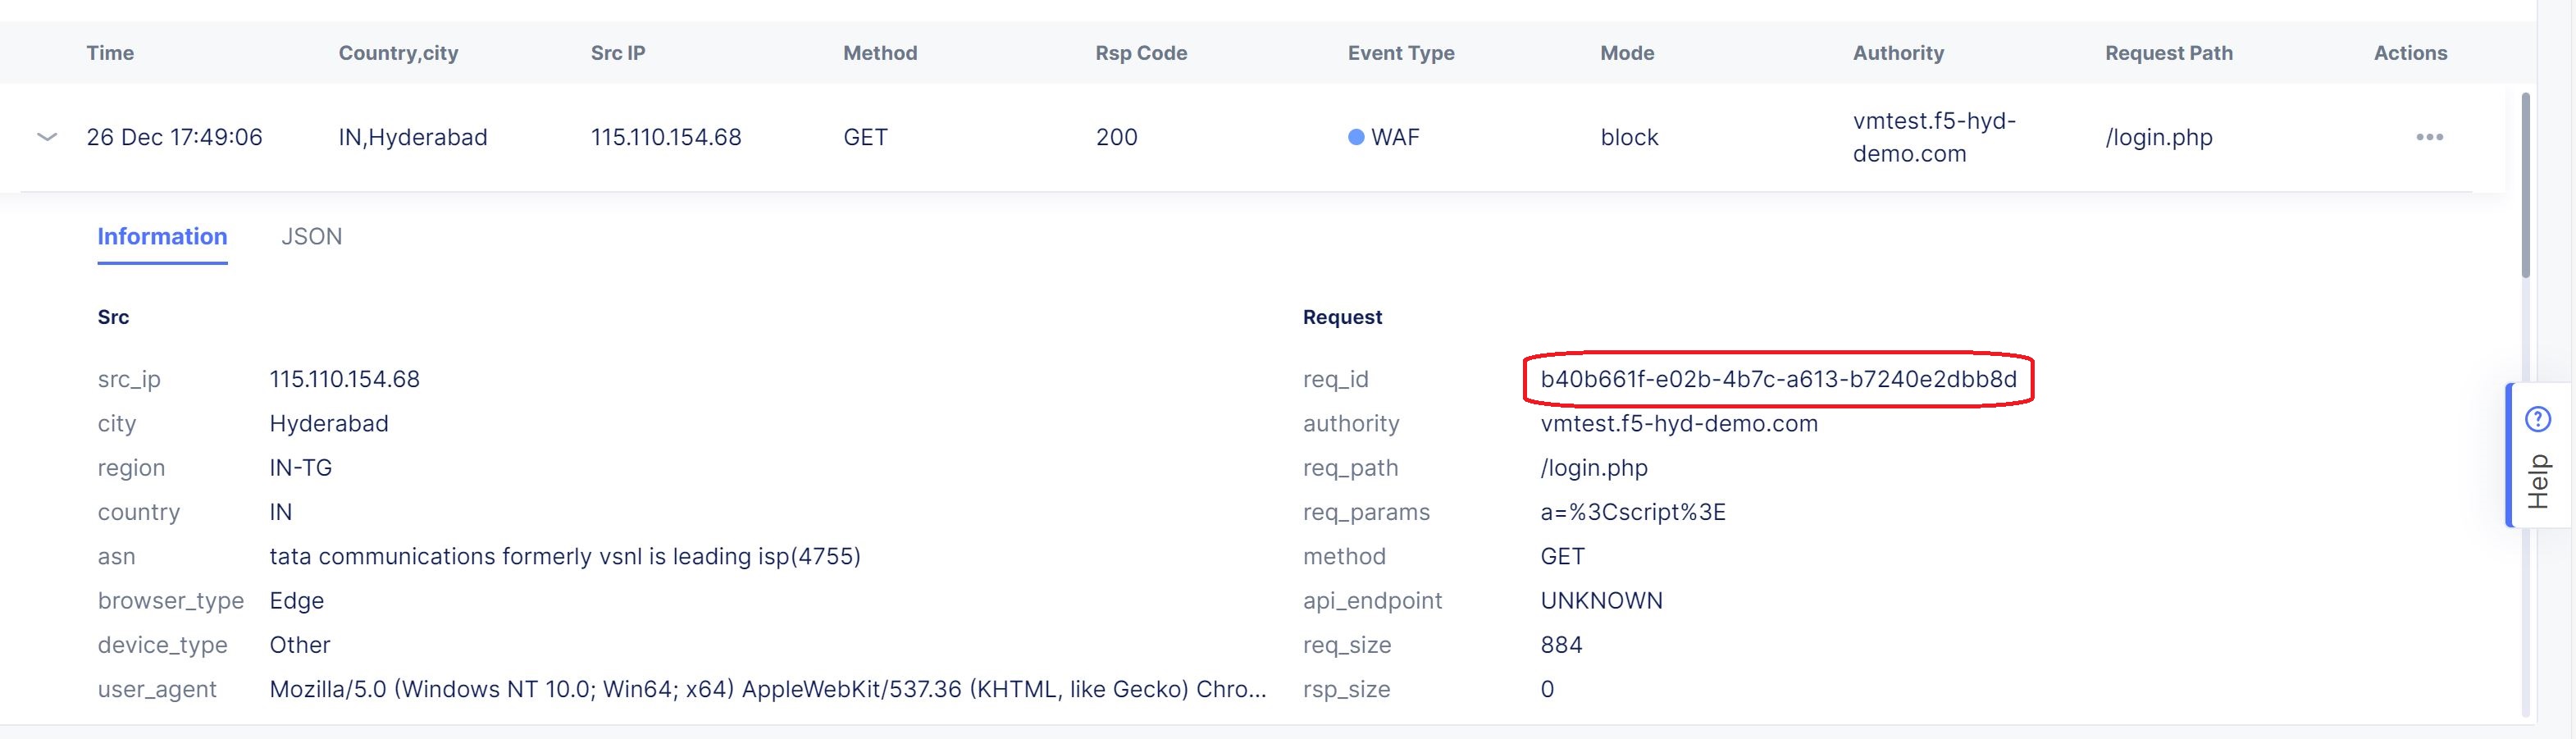 Time Country,city Src IP Method Rsp Code Event Type Mode Authority Request Path Actions
26 Dec 17:49:06 IN,Hyderabad 115.110.154.68 GET 200 WAF block vmtest.f5-hyd-demo.com /login.php
Information JSON
Src
src_ip 115.110.154.68
city Hyderabad
region IN-TG
country IN
asn tata communications formerly vsnl is leading isp(4755)
browser_type Edge
device_type Other
user_agent Mozilla/5.0 (Windows NT 10.0; Win64; x64) AppleWebKit/537.36 (KHTML, like Gecko) Chro...
Request
req_id b40b661f-e02b-4b7c-a613-b7240e2dbb8d
authority vmtest.f5-hyd-demo.com
req_path /login.php
req_params a=%3Cscript%3E
method GET
api_endpoint UNKNOWN
req_size 884
rsp_size 0
Help